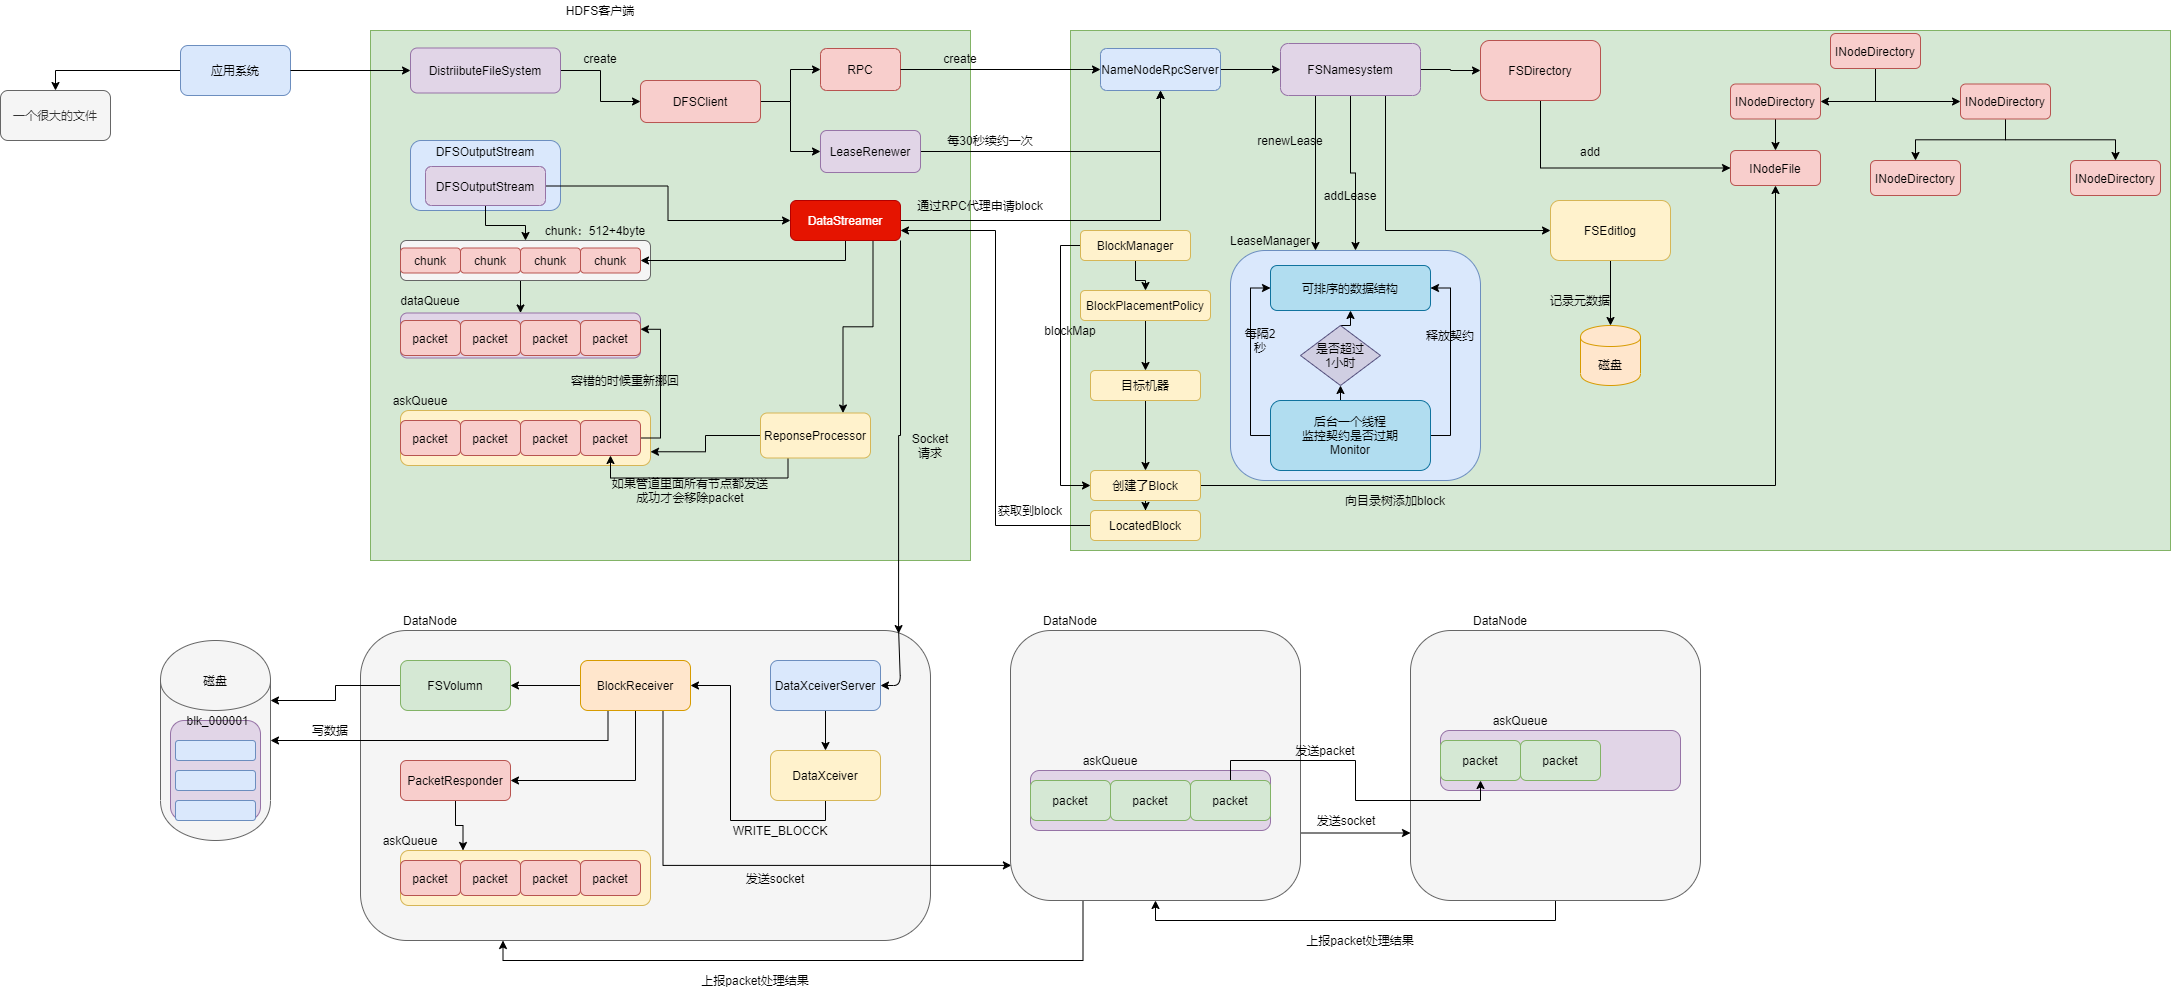 HDFS客户端
应用系统
一个很大的文件
DistriibuteFileSystem
create
DFSClient
RPC
create
LeaseRenewer
每30秒续约一次
DFSOutputStream
DFSOutputStream
DataStreamer
通过RPC代理申请block
chunk：512+4byte
chunk
chunk
chunk
chunk
dataQueue
packet
packet
packet
packet
容错的时候重新挪回
askQueue
packet
packet
packet
packet
ReponseProcessor
如果管道里面所有节点都发送
成功才会移除packet
Socket
请求
获取到block
NameNodeRpcServer
FSNamesystem
FSDirectory
INodeDirectory
INodeDirectory
INodeDirectory
INodeFile
INodeDirectory
INodeDirectory
add
renewLease
addLease
FSEditlog
记录元数据
磁盘
BlockManager
BlockPlacementPolicy
blockMap
目标机器
创建了Block
LocatedBlock
向目录树添加block
LeaseManager
可排序的数据结构
每隔2
秒
是否超过
1小时
释放契约
后台一个线程
监控契约是否过期
Monitor
DataNode
磁盘
blk_000001
写数据
FSVolumn
BlockReceiver
DataXceiverServer
DataXceiver
WRITE_BLOCCK
PacketResponder
askQueue
packet
packet
packet
packet
发送socket
DataNode
askQueue
packet
packet
packet
发送packet
发送socket
DataNode
askQueue
packet
packet
上报packet处理结果
上报packet处理结果